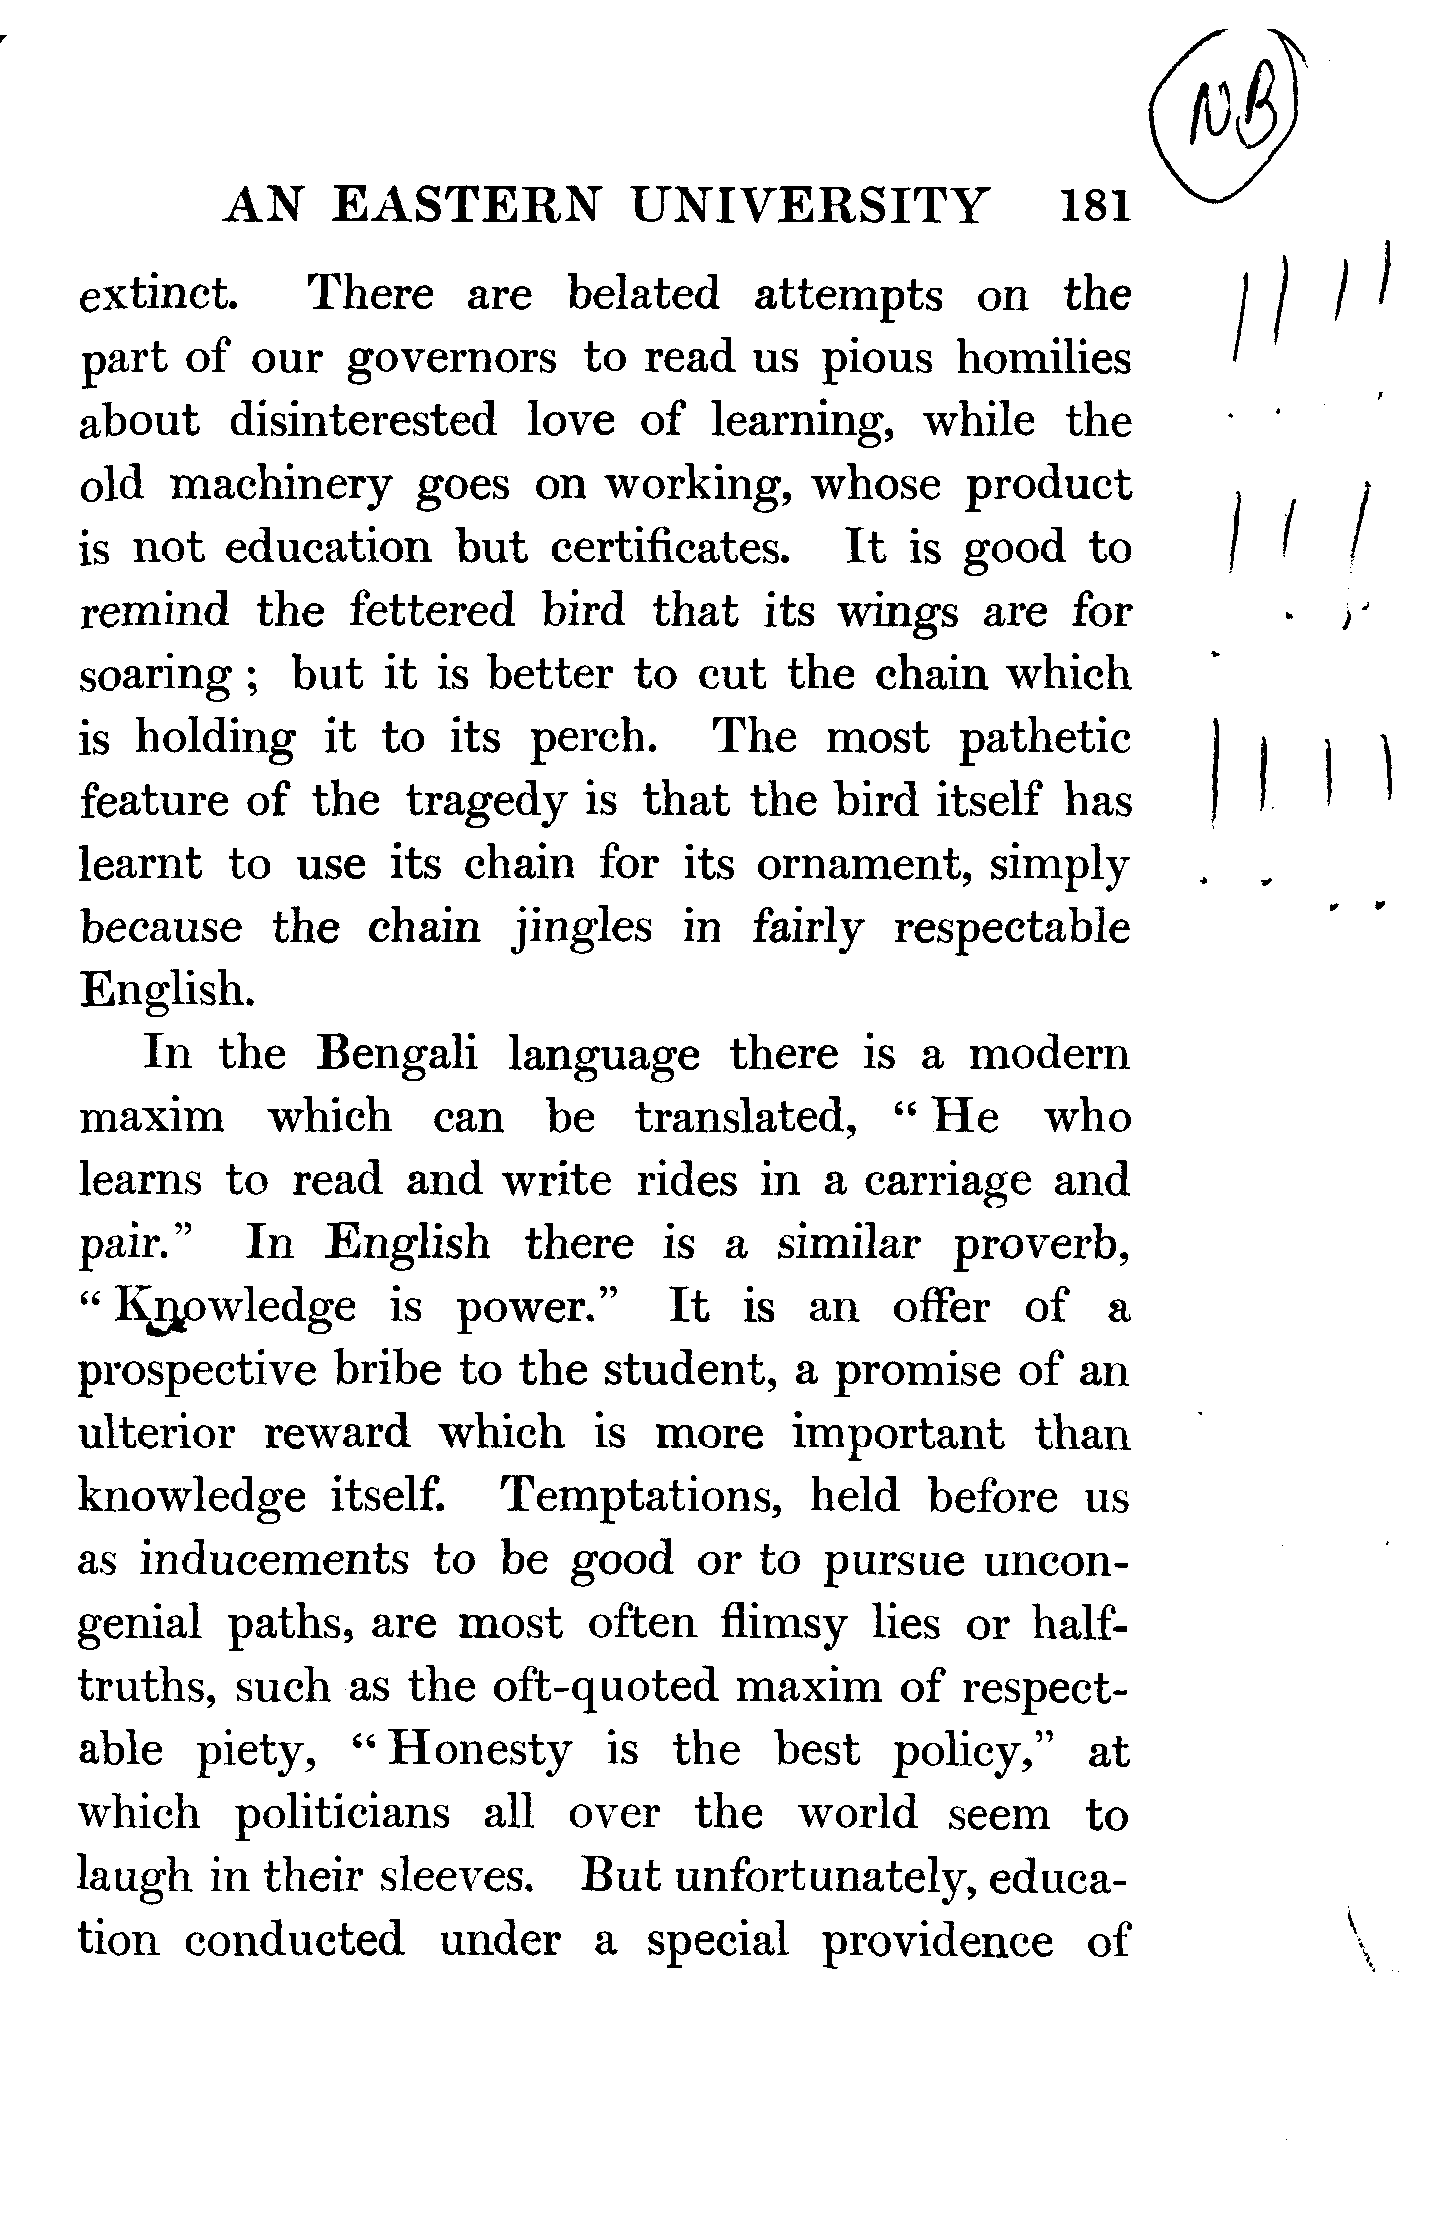 NB
AN EASTERN UNIVERSITY 181
extinct. There are belated attempts on the
part of our governors to read us pious homilies
about disinterested love of learning, while the
old machinery goes on working, whose product
is not education but certificates. It is good to
remind the fettered bird that its wings are for
soaring ; but it is better to cut the chain which
is holding it to its perch. The most pathetic
feature of the tragedy is that the bird itself has
learnt to use its chain for its ornament, simply
because the chain jingles in fairly respectable
English.
In the Bengali language there is a modern
maxim which can be translated, “ He who
learns to read and write rides in a carriage and
pair.” In English there is a similar proverb,
“ Knowledge is power.” It is an offer of a
prospective bribe to the student, a promise of an
ulterior reward which is more important than
knowledge itself. Temptations, held before us
as inducements to be good or to pursue uncon-
genial paths, are most often flimsy lies or half-
truths, such as the oft-quoted maxim of respect-
able piety, “ Honesty is the best policy,” at
which politicians all over the world seem to
laugh in their sleeves. But unfortunately, educa-
tion conducted under a special providence of